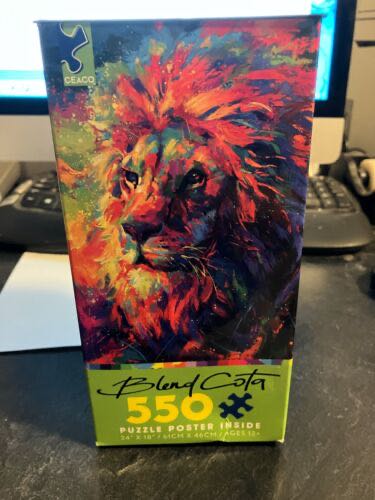 CEACO
Blend Cota
550
PUZZLE POSTER INSIDE
24" X 18" / 61CM X 46CM / AGES 12+